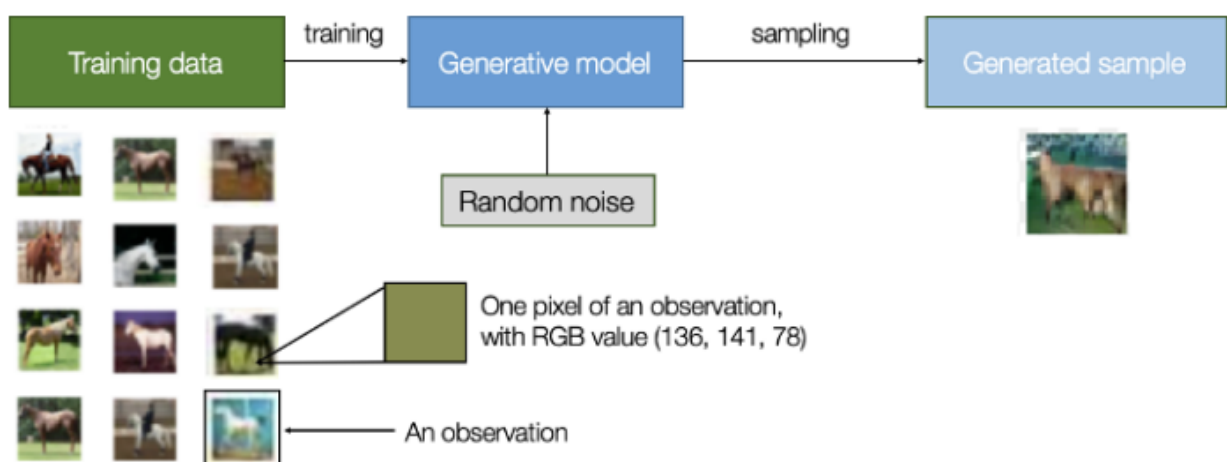 training
sampling
Training data
Generative model
Generated sample
Random noise
One pixel of an observation,
with RGB value (136, 141, 78)
An observation